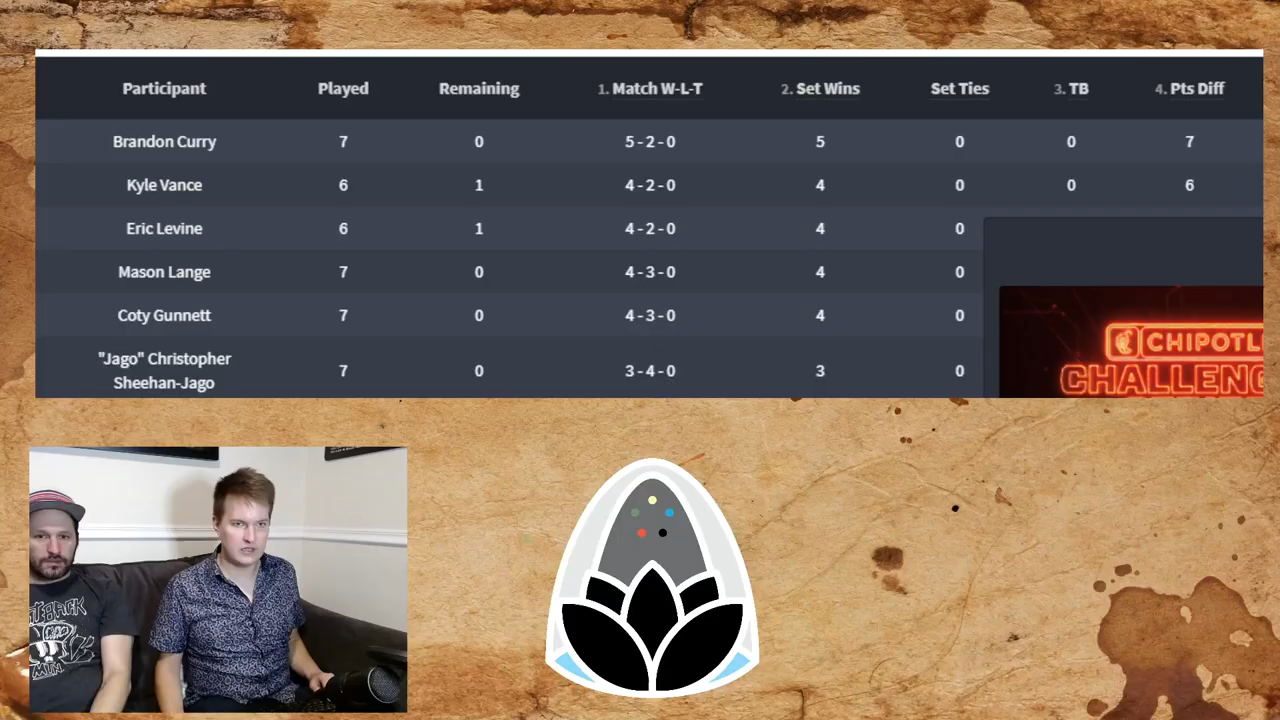 Participant Played Remaining 1. Match W-L-T 2. Set Wins Set Ties 3. TB 4. Pts Diff
Brandon Curry 7 0 5 - 2 - 0 5 0 0 7
Kyle Vance 6 1 4 - 2 - 0 4 0 0 6
Eric Levine 6 1 4 - 2 - 0 4 0
Mason Lange 7 0 4 - 3 - 0 4 0
Coty Gunnett 7 0 4 - 3 - 0 4 0
"Jago" Christopher
Sheehan-Jago 7 0 3 - 4 - 0 3 0
CHIPOTL
CHALLENG